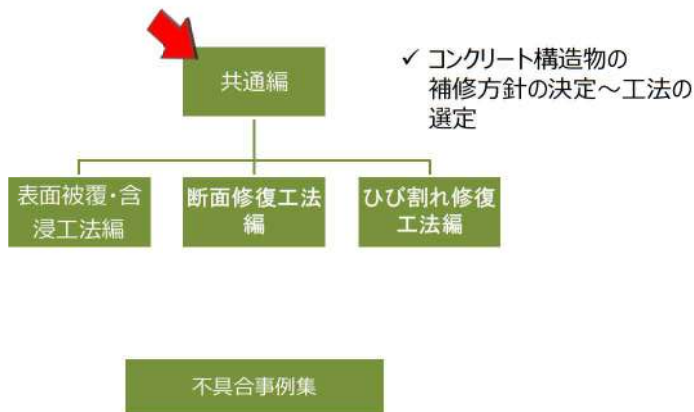 共通編
✓ コンクリート構造物の
補修方針の決定～工法の
選定
表面被覆・含
浸工法編
断面修復工法
編
ひび割れ修復
工法編
不具合事例集